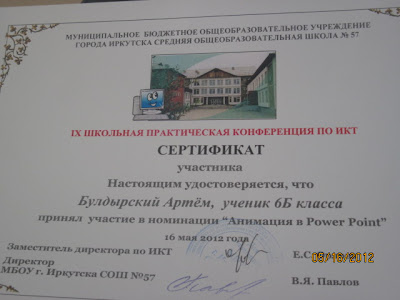 МУНИЦИПАЛЬНОЕ БЮДЖЕТНОЕ ОБЩЕОБРАЗОВАТЕЛЬНОЕ УЧРЕЖДЕНИЕ
ГОРОДА ИРКУТСКА СРЕДНЯЯ ОБЩЕОБРАЗОВАТЕЛЬНАЯ ШКОЛА № 57
IX ШКОЛЬНАЯ ПРАКТИЧЕСКАЯ КОНФЕРЕНЦИЯ ПО ИКТ
СЕРТИФИКАТ
участника
Настоящим удостоверяется, что
Булдырский Артём, ученик 6Б класса
принял участие в номинации "Анимация в Power Point"
16 мая 2012 года
Заместитель директора по ИКТ Е.С.
05/16/2012
Директор
МБОУ г. Иркутска СОШ №57 В.Я. Павлов